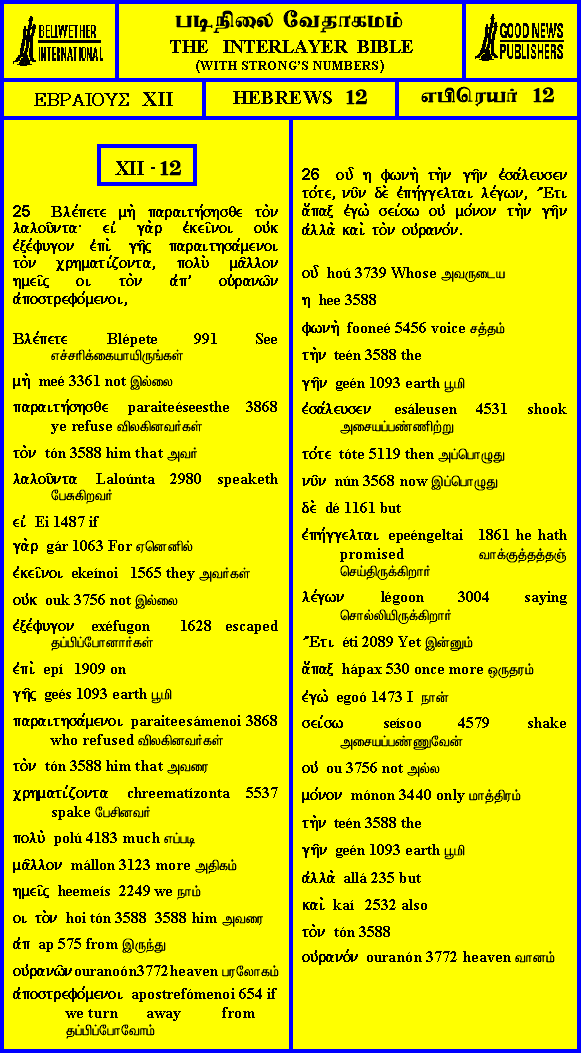 BELLWETHER
INTERNATIONAL
படிநிலை வேதாகமம்
THE INTERLAYER BIBLE
(WITH STRONG'S NUMBERS)
GOOD NEWS
PUBLISHERS
ΕΒΡΑΙΟΥΣ XII
HEBREWS 12
எபிரெயர் 12
XII - 12
25 Βλέπετε μὴ παραιτήσησθε τὸν
λαλοῦντα· εἰ γὰρ ἐκεῖνοι οὐκ
ἐξέφυγον ἐπὶ γῆς παραιτησάμενοι
τὸν χρηματίζοντα, πολὺ μᾶλλον
ημεῖς οι τὸν ἀπ' οὐρανῶν
ἀποστρεφόμενοι,
Βλέπετε Blépete 991 See
எச்சரிக்கையாயிருங்கள்
μὴ meé 3361 not இல்லை
παραιτήσησθε paraiteéseesthe 3868
ye refuse விலகினவர்கள்
τὸν tón 3588 him that அவர்
λαλοῦντα Laloúnta 2980 speaketh
பேசுகிறவர்
εἰ Ei 1487 if
γὰρ gár 1063 For ஏனெனில்
ἐκεῖνοι ekeínoi 1565 they அவர்கள்
οὐκ ouk 3756 not இல்லை
ἐξέφυγον exéfugon 1628 escaped
தப்பிப்போனார்கள்
ἐπὶ epí 1909 on
γῆς geés 1093 earth பூமி
παραιτησάμενοι paraiteesámenoi 3868
who refused விலகினவர்கள்
τὸν tón 3588 him that அவரை
χρηματίζοντα chreematízonta 5537
spake பேசினவர்
πολὺ polú 4183 much எப்படி
μᾶλλον mállon 3123 more அதிகம்
ημεῖς heemeís 2249 we நாம்
οι τὸν hoi tón 3588 3588 him அவரை
ἀπ ap 575 from இருந்து
οὐρανῶν ouranoón3772 heaven பரலோகம்
ἀποστρεφόμενοι apostrefómenoi 654 if
we turn away from
தப்பிப்போவோம்
26 οὗ η φωνὴ τὴν γῆν ἐσάλευσεν
τότε, νῦν δὲ ἐπήγγελται λέγων, Ἔτι
ἅπαξ ἐγὼ σείσω οὐ μόνον τὴν γῆν
ἀλλὰ καὶ τὸν οὐρανόν.
οὗ hoú 3739 Whose அவருடைய
η hee 3588
φωνὴ fooneé 5456 voice சத்தம்
τὴν teén 3588 the
γῆν geén 1093 earth பூமி
ἐσάλευσεν esáleusen 4531 shook
அசையப்பண்ணிற்று
τότε tóte 5119 then அப்பொழுது
νῦν nún 3568 now இப்பொழுது
δὲ dé 1161 but
ἐπήγγελται epeéngeltai 1861 he hath
promised வாக்குத்தத்தஞ்
செய்திருக்கிறார்
λέγων légoon 3004 saying
சொல்லியிருக்கிறார்
Ἔτι éti 2089 Yet இன்னும்
ἅπαξ hápax 530 once more ஒருதரம்
ἐγὼ egoó 1473 I நான்
σείσω seísoo 4579 shake
அசையப்பண்ணுவேன்
οὐ ou 3756 not அல்ல
μόνον mónon 3440 only மாத்திரம்
τὴν teén 3588 the
γῆν geén 1093 earth பூமி
ἀλλὰ allá 235 but
καὶ kaí 2532 also
τὸν tón 3588
οὐρανόν ouranón 3772 heaven வானம்